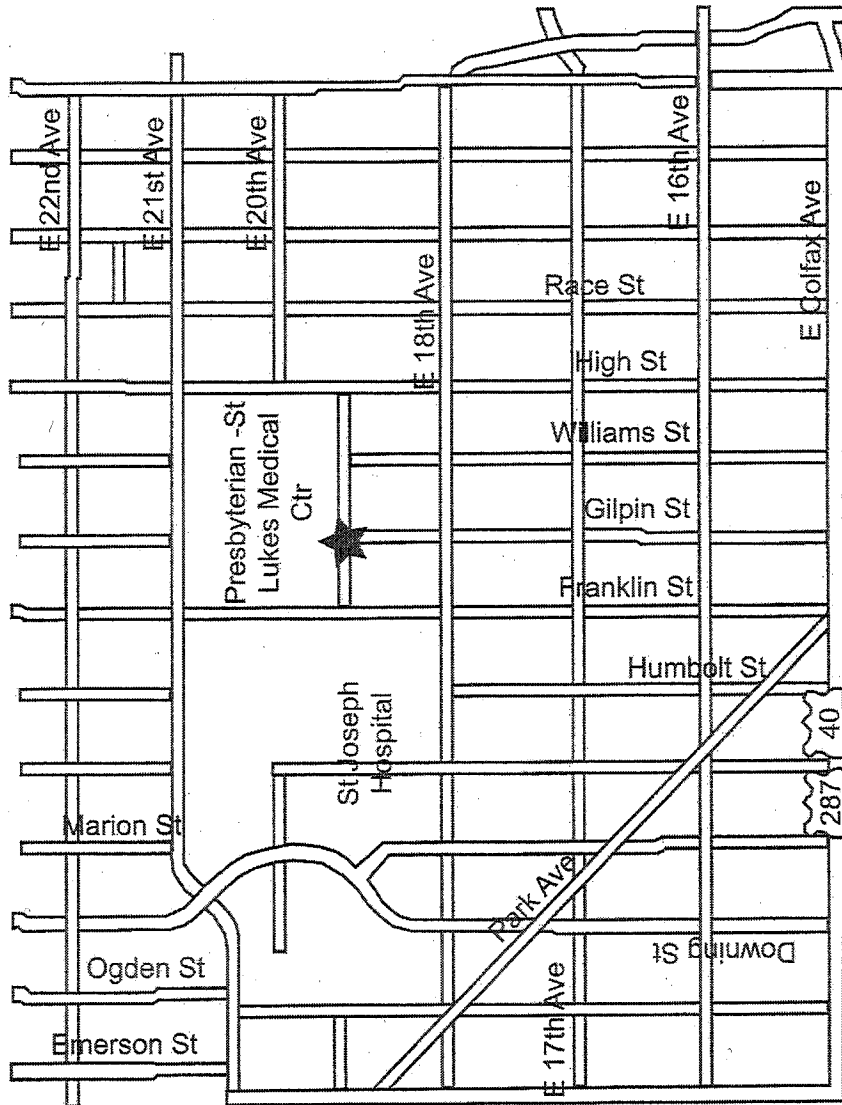 E 22nd Ave
E 21st Ave
E 20th Ave
E 18th Ave
E 16th Ave
E Colfax Ave
Race St
High St
Williams St
Gilpin St
Franklin St
Humbolt St
Presbyterian -St
Lukes Medical
Ctr
St Joseph
Hospital
40
287
Marion St
Park Ave
Downing St
Ogden St
E 17th Ave
Emerson St